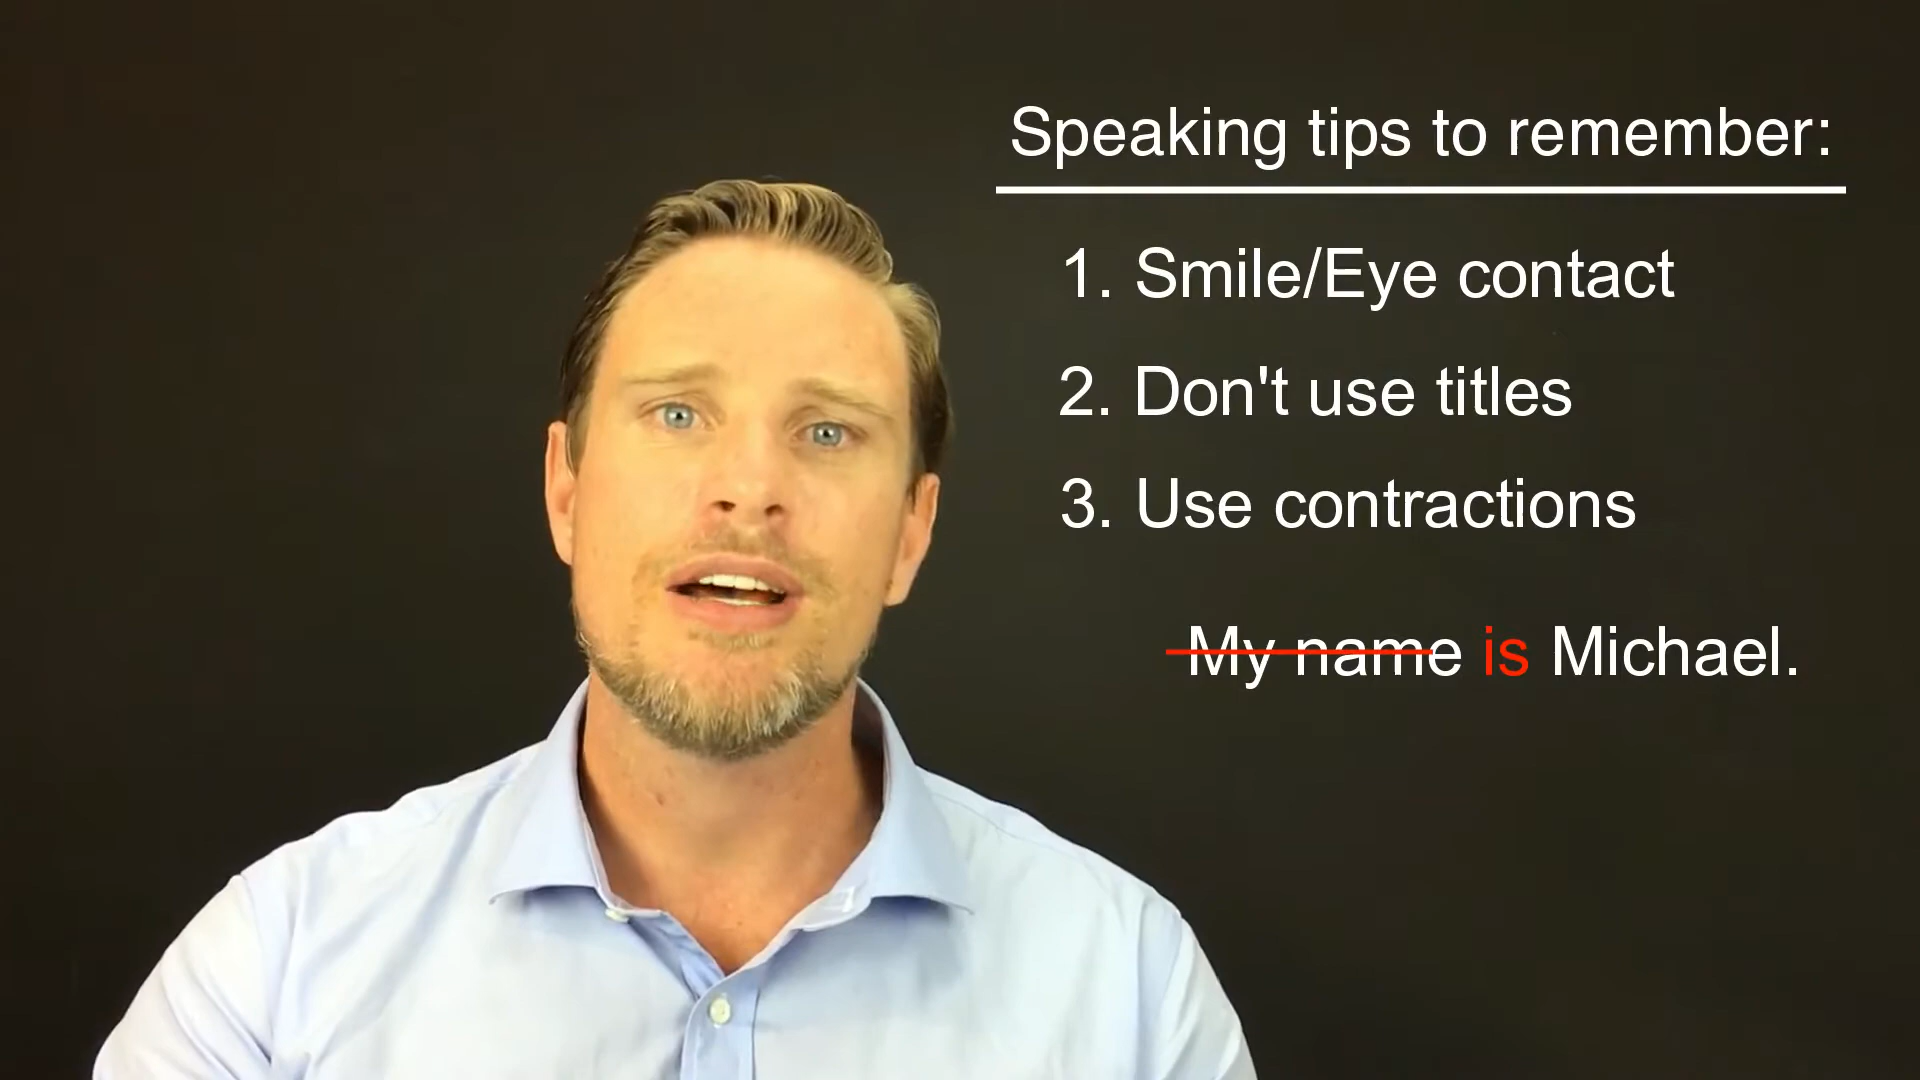 Speaking tips to remember:
1. Smile/Eye contact
2. Don't use titles
3. Use contractions
My name is Michael.